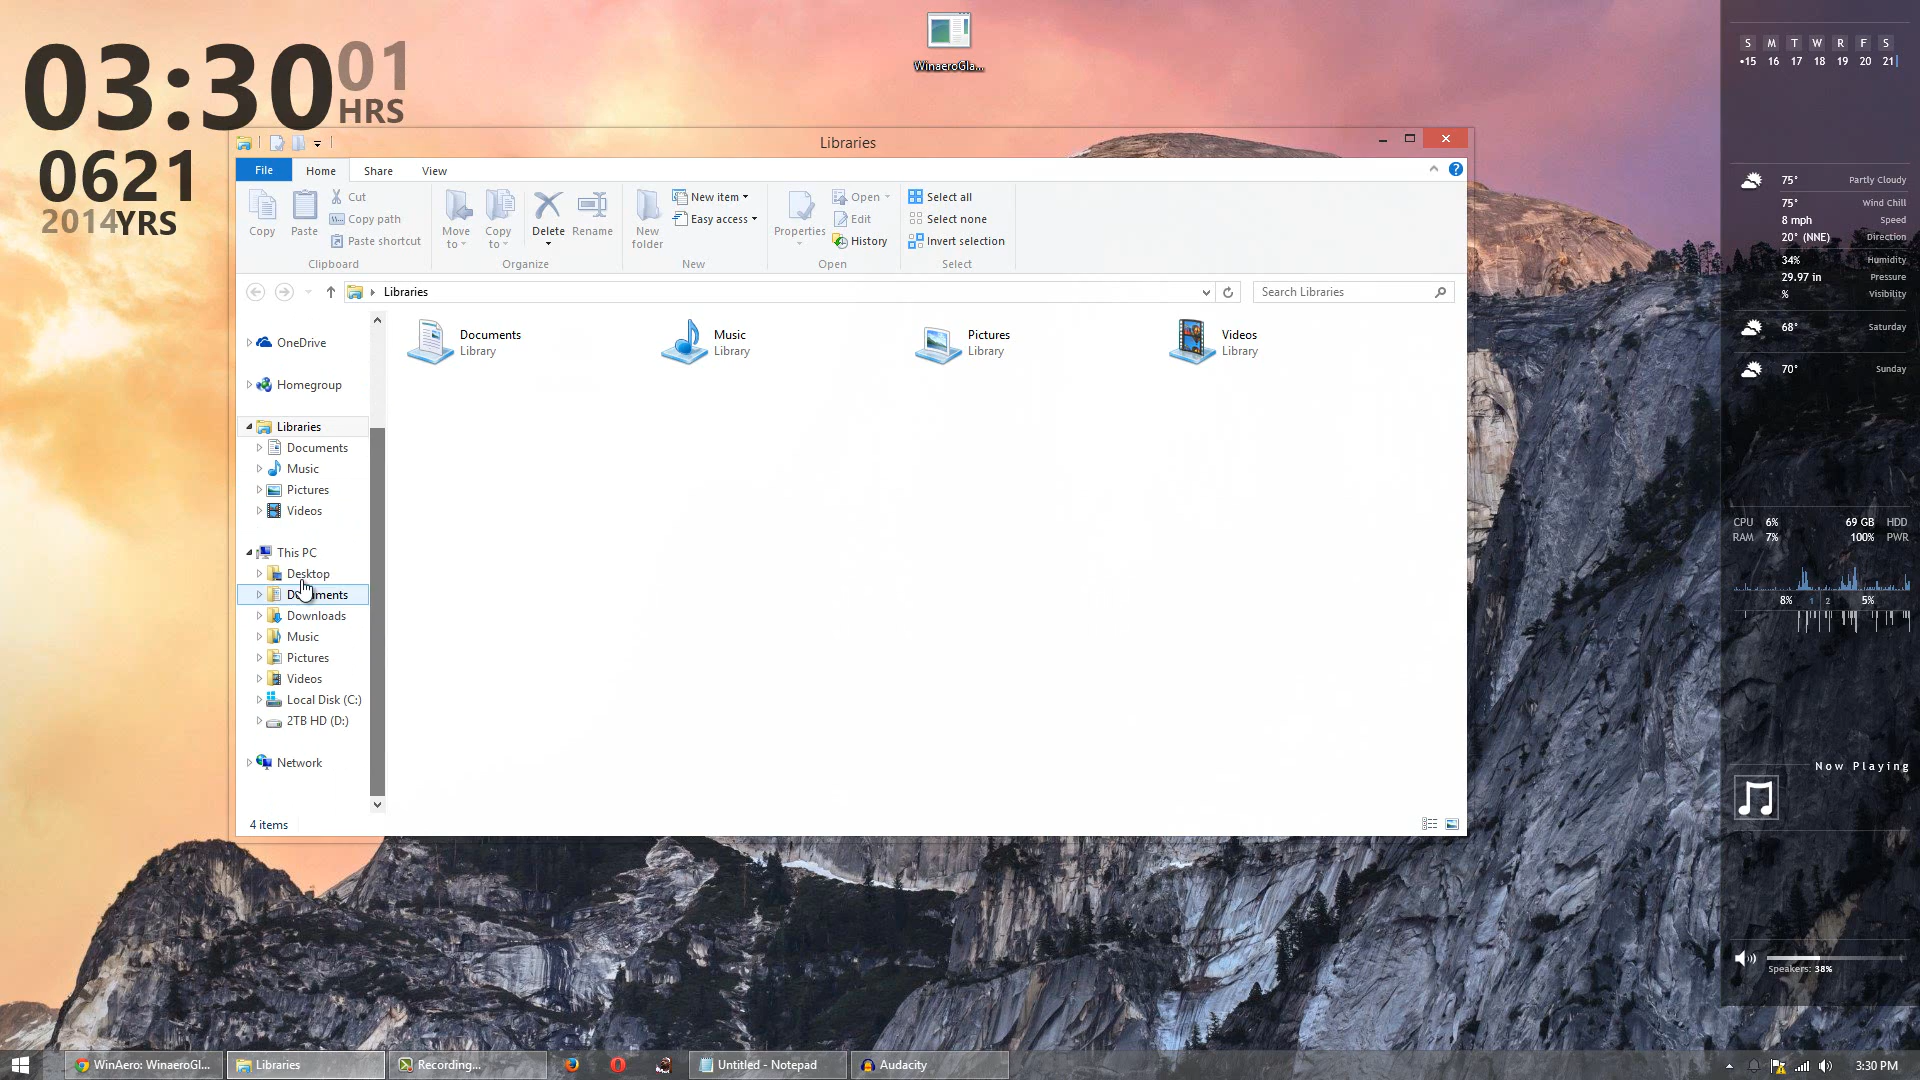 03:30 01
HRS
0621
2014YRS
WinaeroGla...
Libraries
File Home Share View
Copy
Paste
Cut
Copy path
Paste shortcut
Clipboard
Move to
Copy to
Delete
Rename
Organize
New folder
New item
Easy access
New
Properties
Open
Edit
History
Open
Select all
Select none
Invert selection
Select
Libraries
Search Libraries
OneDrive
Homegroup
Libraries
Documents
Music
Pictures
Videos
This PC
Desktop
Documents
Downloads
Music
Pictures
Videos
Local Disk (C:)
2TB HD (D:)
Network
Documents
Library
Music
Library
Pictures
Library
Videos
Library
4 items
S M T W R F S
•15 16 17 18 19 20 21
75° Partly Cloudy
75° Wind Chill
8 mph Speed
20° (NNE) Direction
34% Humidity
29.97 in Pressure
% Visibility
68° Saturday
70° Sunday
CPU 6% 69 GB HDD
RAM 7% 100% PWR
8% 1 2 5%
Now Playing
Speakers: 38%
WinAero: WinaeroGl...
Libraries
Recording...
Untitled - Notepad
Audacity
3:30 PM